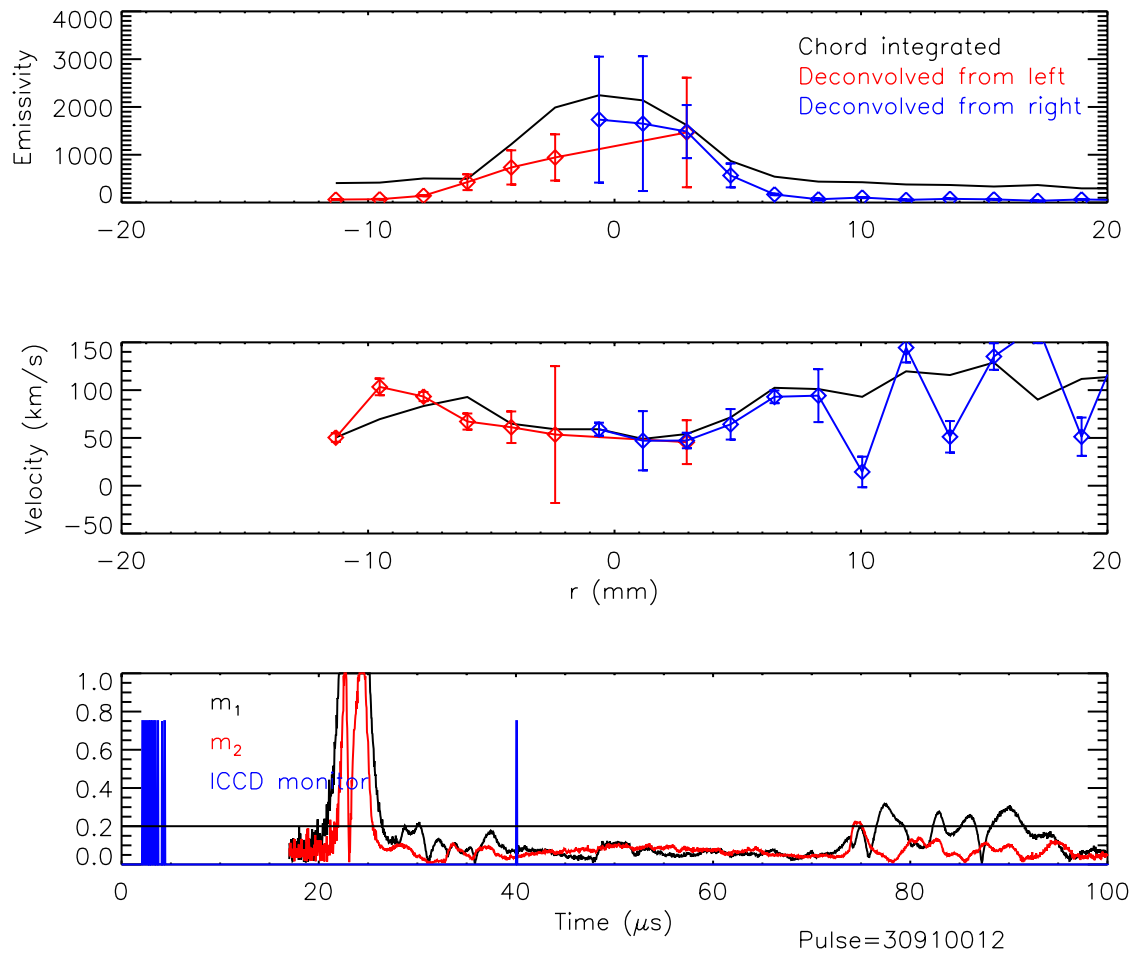 4000
3000
2000
1000
0
Emissivity
Chord integrated
Deconvolved from left
Deconvolved from right
−20 −10 0 10 20
150
100
50
0
−50
Velocity (km/s)
−20 −10 0 10 20
r (mm)
1.0
0.8
0.6
0.4
0.2
0.0
m₁
m₂
ICCD monitor
0 20 40 60 80 100
Time (μs)
Pulse=30910012